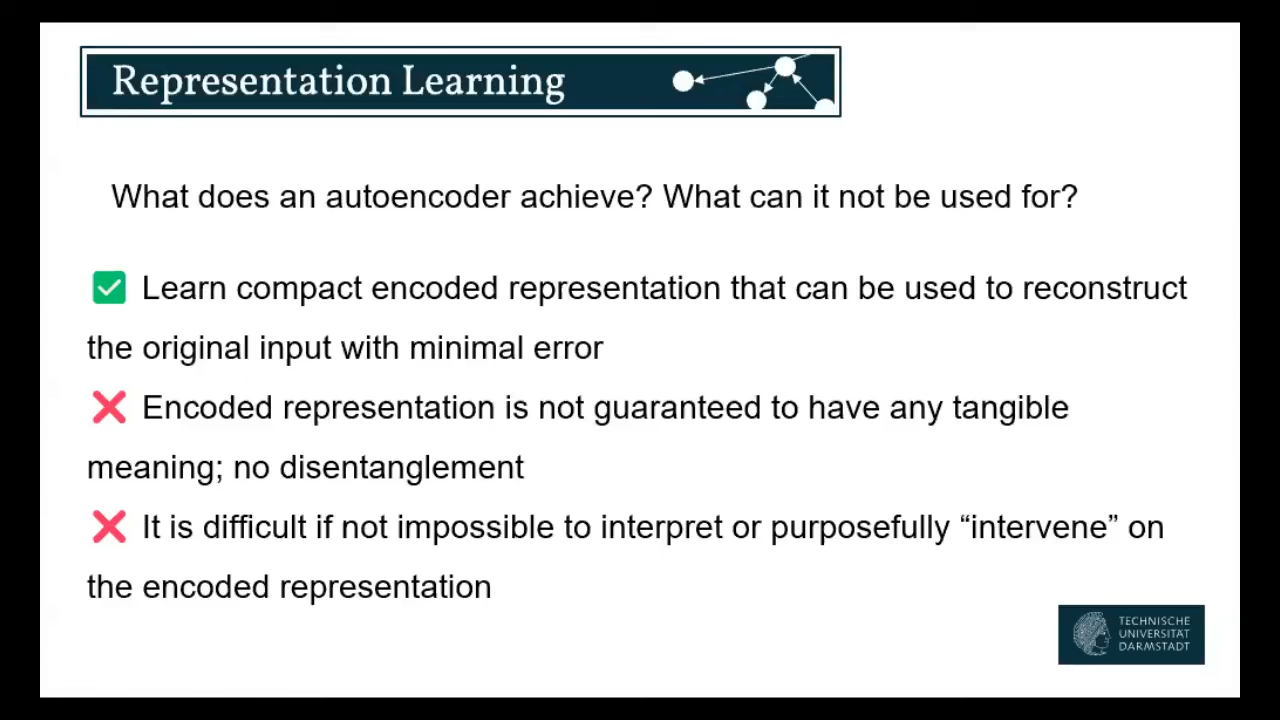 Representation Learning
What does an autoencoder achieve? What can it not be used for?
✅ Learn compact encoded representation that can be used to reconstruct
the original input with minimal error
❌ Encoded representation is not guaranteed to have any tangible
meaning; no disentanglement
❌ It is difficult if not impossible to interpret or purposefully “intervene” on
the encoded representation
TECHNISCHE
UNIVERSITÄT
DARMSTADT